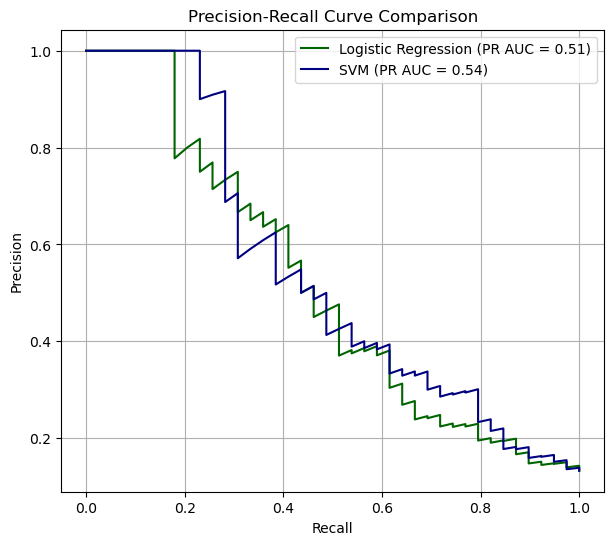 Precision-Recall Curve Comparison
Logistic Regression (PR AUC = 0.51)
SVM (PR AUC = 0.54)
1.0
0.8
0.6
0.4
0.2
Precision
0.0 0.2 0.4 0.6 0.8 1.0
Recall